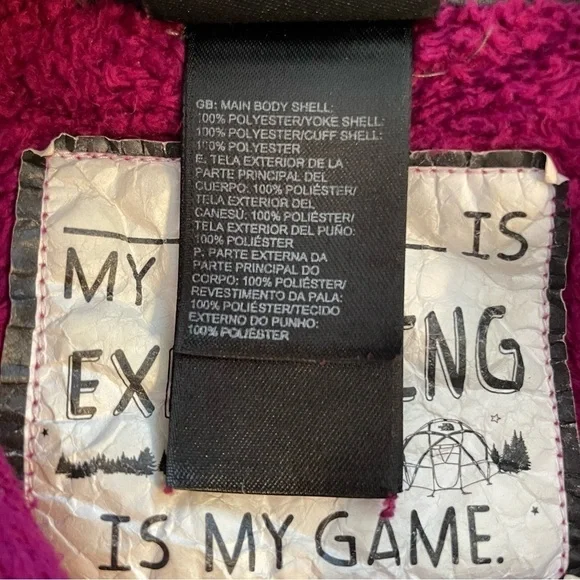 GB: MAIN BODY SHELL:
100% POLYESTER/YOKE SHELL:
100% POLYESTER/CUFF SHELL:
100% POLYESTER
E. TELA EXTERIOR DE LA
PARTE PRINCIPAL DEL
CUERPO: 100% POLIÉSTER/
TELA EXTERIOR DEL
CANESÚ: 100% POLIÉSTER/
TELA EXTERIOR DEL PUÑO:
100% POLIÉSTER
P. PARTE EXTERNA DA
PARTE PRINCIPAL DO
CORPO: 100% POLIÉSTER/
REVESTIMENTO DA PALA:
100% POLIÉSTER/TECIDO
EXTERNO DO PUNHO:
100% POLIÉSTER
IS
MY
IS MY GAME.